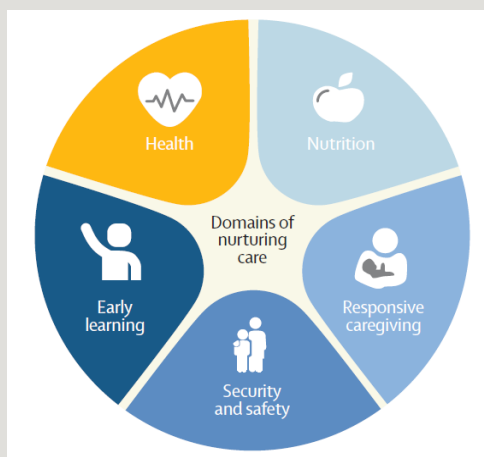 Health
Nutrition
Domains of
nurturing
care
Early
learning
Responsive
caregiving
Security
and safety